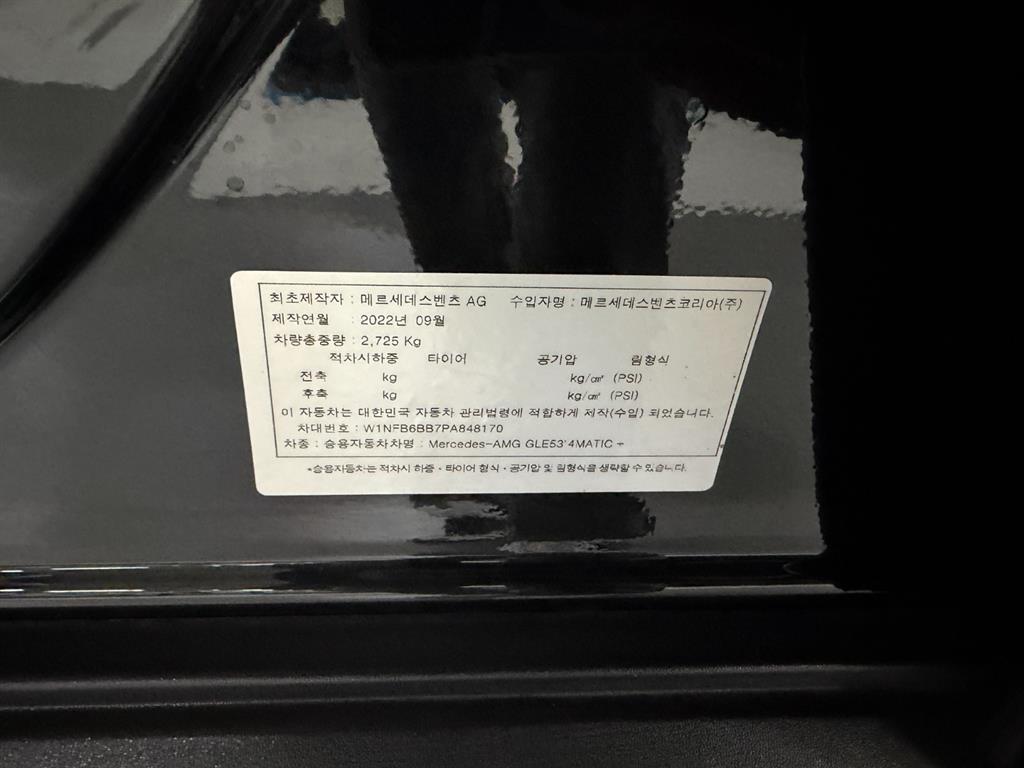 최초제작자 : 메르세데스벤츠 AG 수입자명 : 메르세데스벤츠코리아(주)
제작연월 : 2022년 09월
차량총중량 : 2,725 Kg
적차시하중 타이어 공기압 림형식
전축 kg kg/㎠ (PSI)
후축 kg kg/㎠ (PSI)
이 자동차는 대한민국 자동차 관리법령에 적합하게 제작(수입) 되었습니다.
차대번호 : W1NFB6BB7PA848170
차종 : 승용자동차차명 : Mercedes-AMG GLE53 4MATIC +
*승용자동차는 적차시 하중 · 타이어 형식 · 공기압 및 림형식을 생략할 수 있습니다.